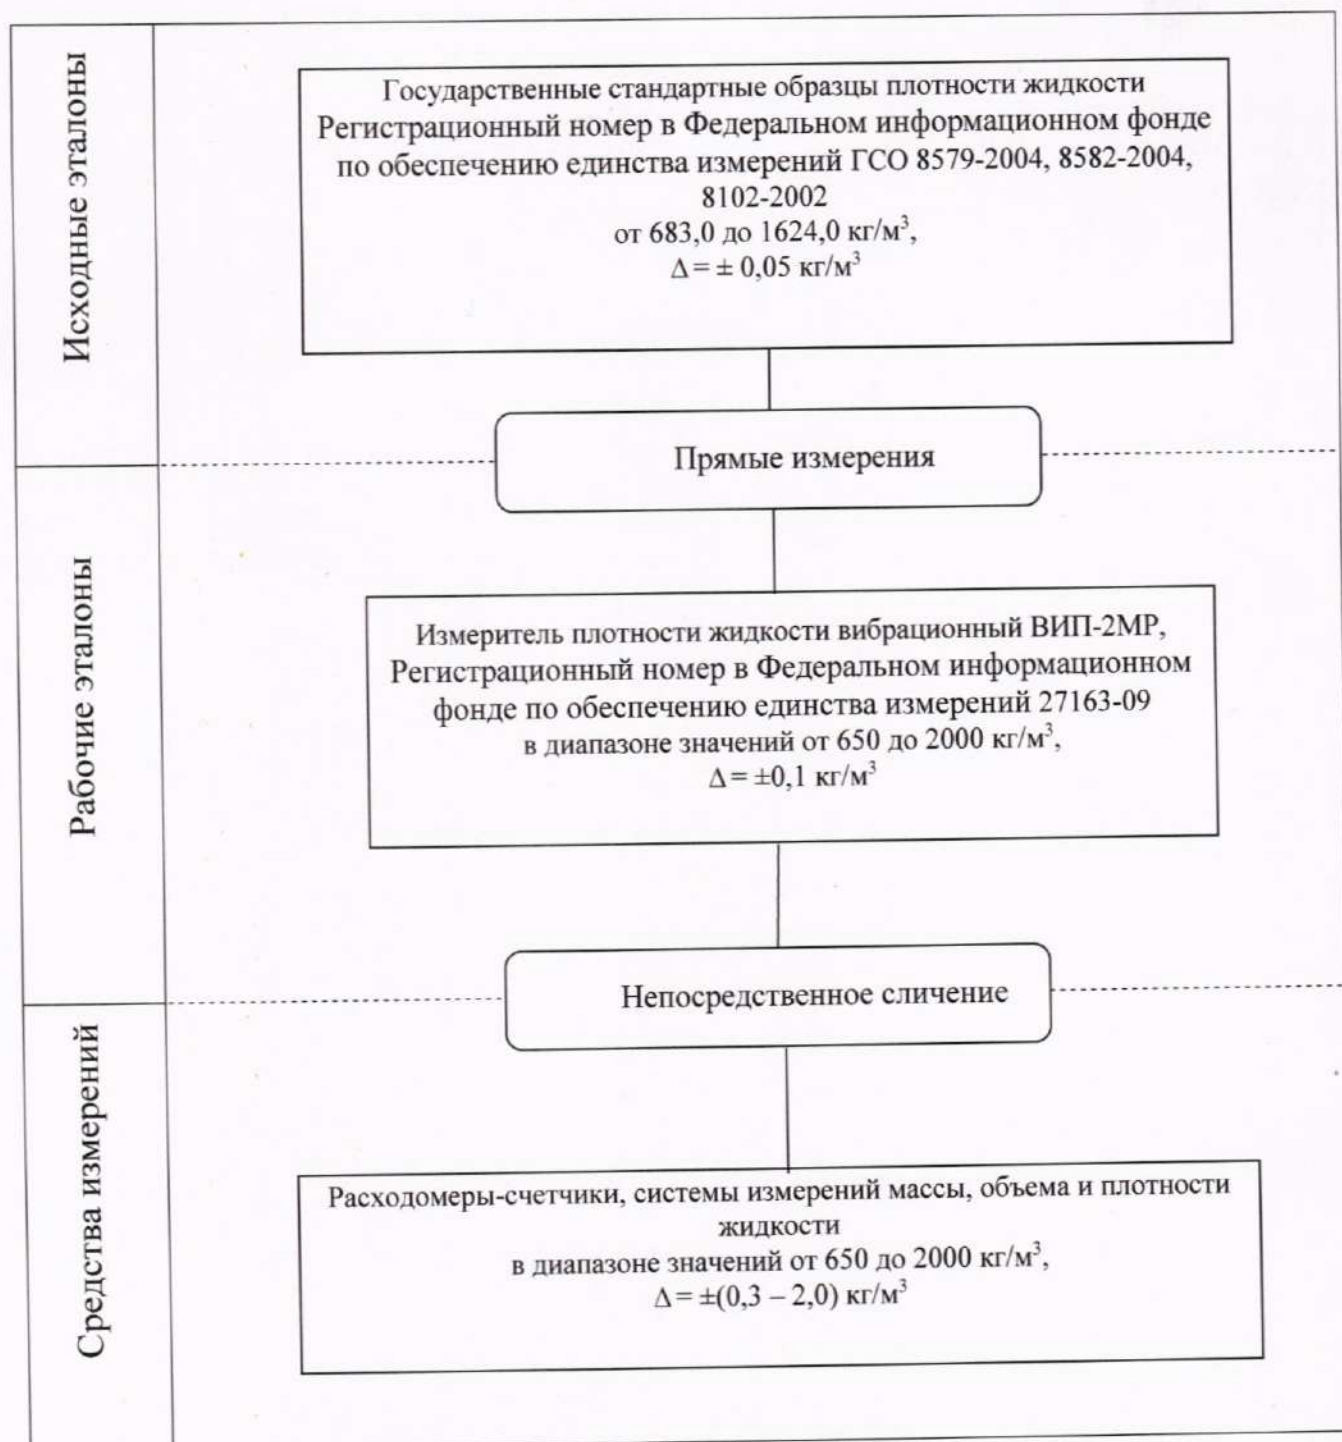 Исходные эталоны
Государственные стандартные образцы плотности жидкости
Регистрационный номер в Федеральном информационном фонде
по обеспечению единства измерений ГСО 8579-2004, 8582-2004,
8102-2002
от 683,0 до 1624,0 кг/м³,
Δ = ± 0,05 кг/м³
Прямые измерения
Рабочие эталоны
Измеритель плотности жидкости вибрационный ВИП-2МР,
Регистрационный номер в Федеральном информационном
фонде по обеспечению единства измерений 27163-09
в диапазоне значений от 650 до 2000 кг/м³,
Δ = ±0,1 кг/м³
Непосредственное сличение
Средства измерений
Расходомеры-счетчики, системы измерений массы, объема и плотности
жидкости
в диапазоне значений от 650 до 2000 кг/м³,
Δ = ±(0,3 – 2,0) кг/м³